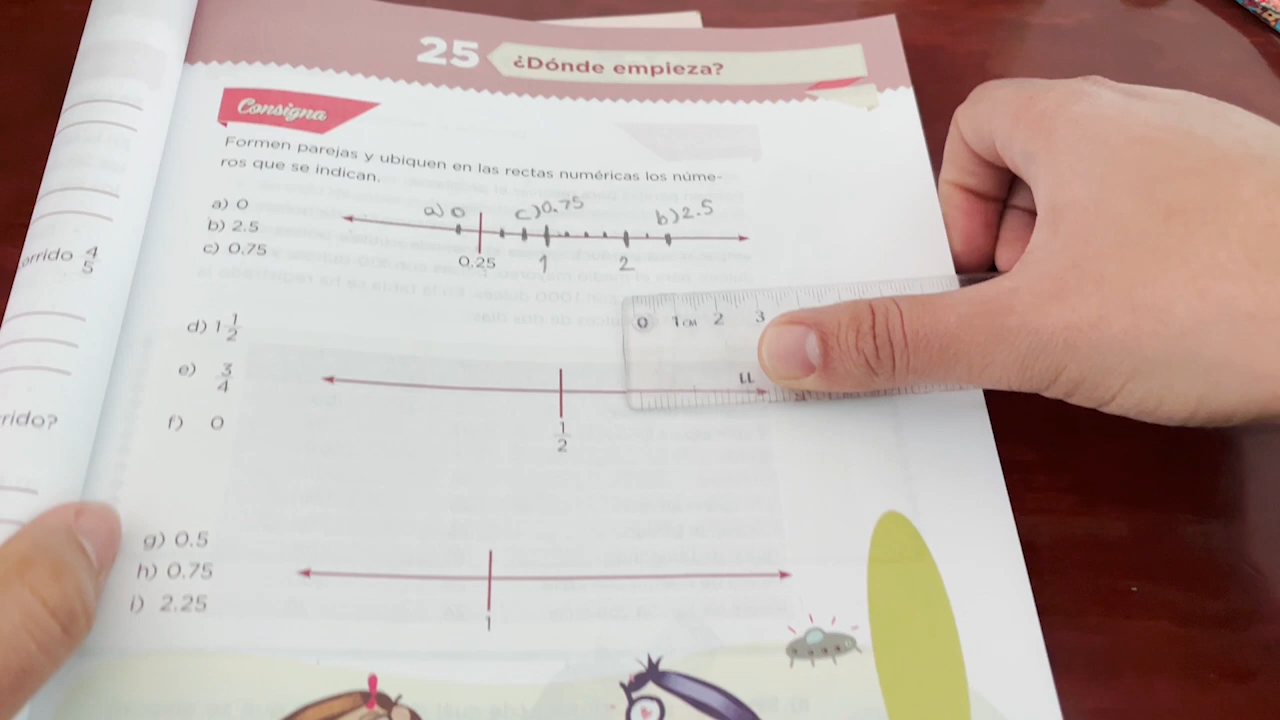 25 ¿Dónde empieza?
Consigna
Formen parejas y ubiquen en las rectas numéricas los núme-
ros que se indican.
a) 0
b) 2.5
c) 0.75
a) 0 c) 0.75 b) 2.5
0.25 1 2
orrido 4/5
0 1 CM 2 3
LL
d) 1 1/2
e) 3/4
f) 0
1/2
rido?
g) 0.5
h) 0.75
i) 2.25
1